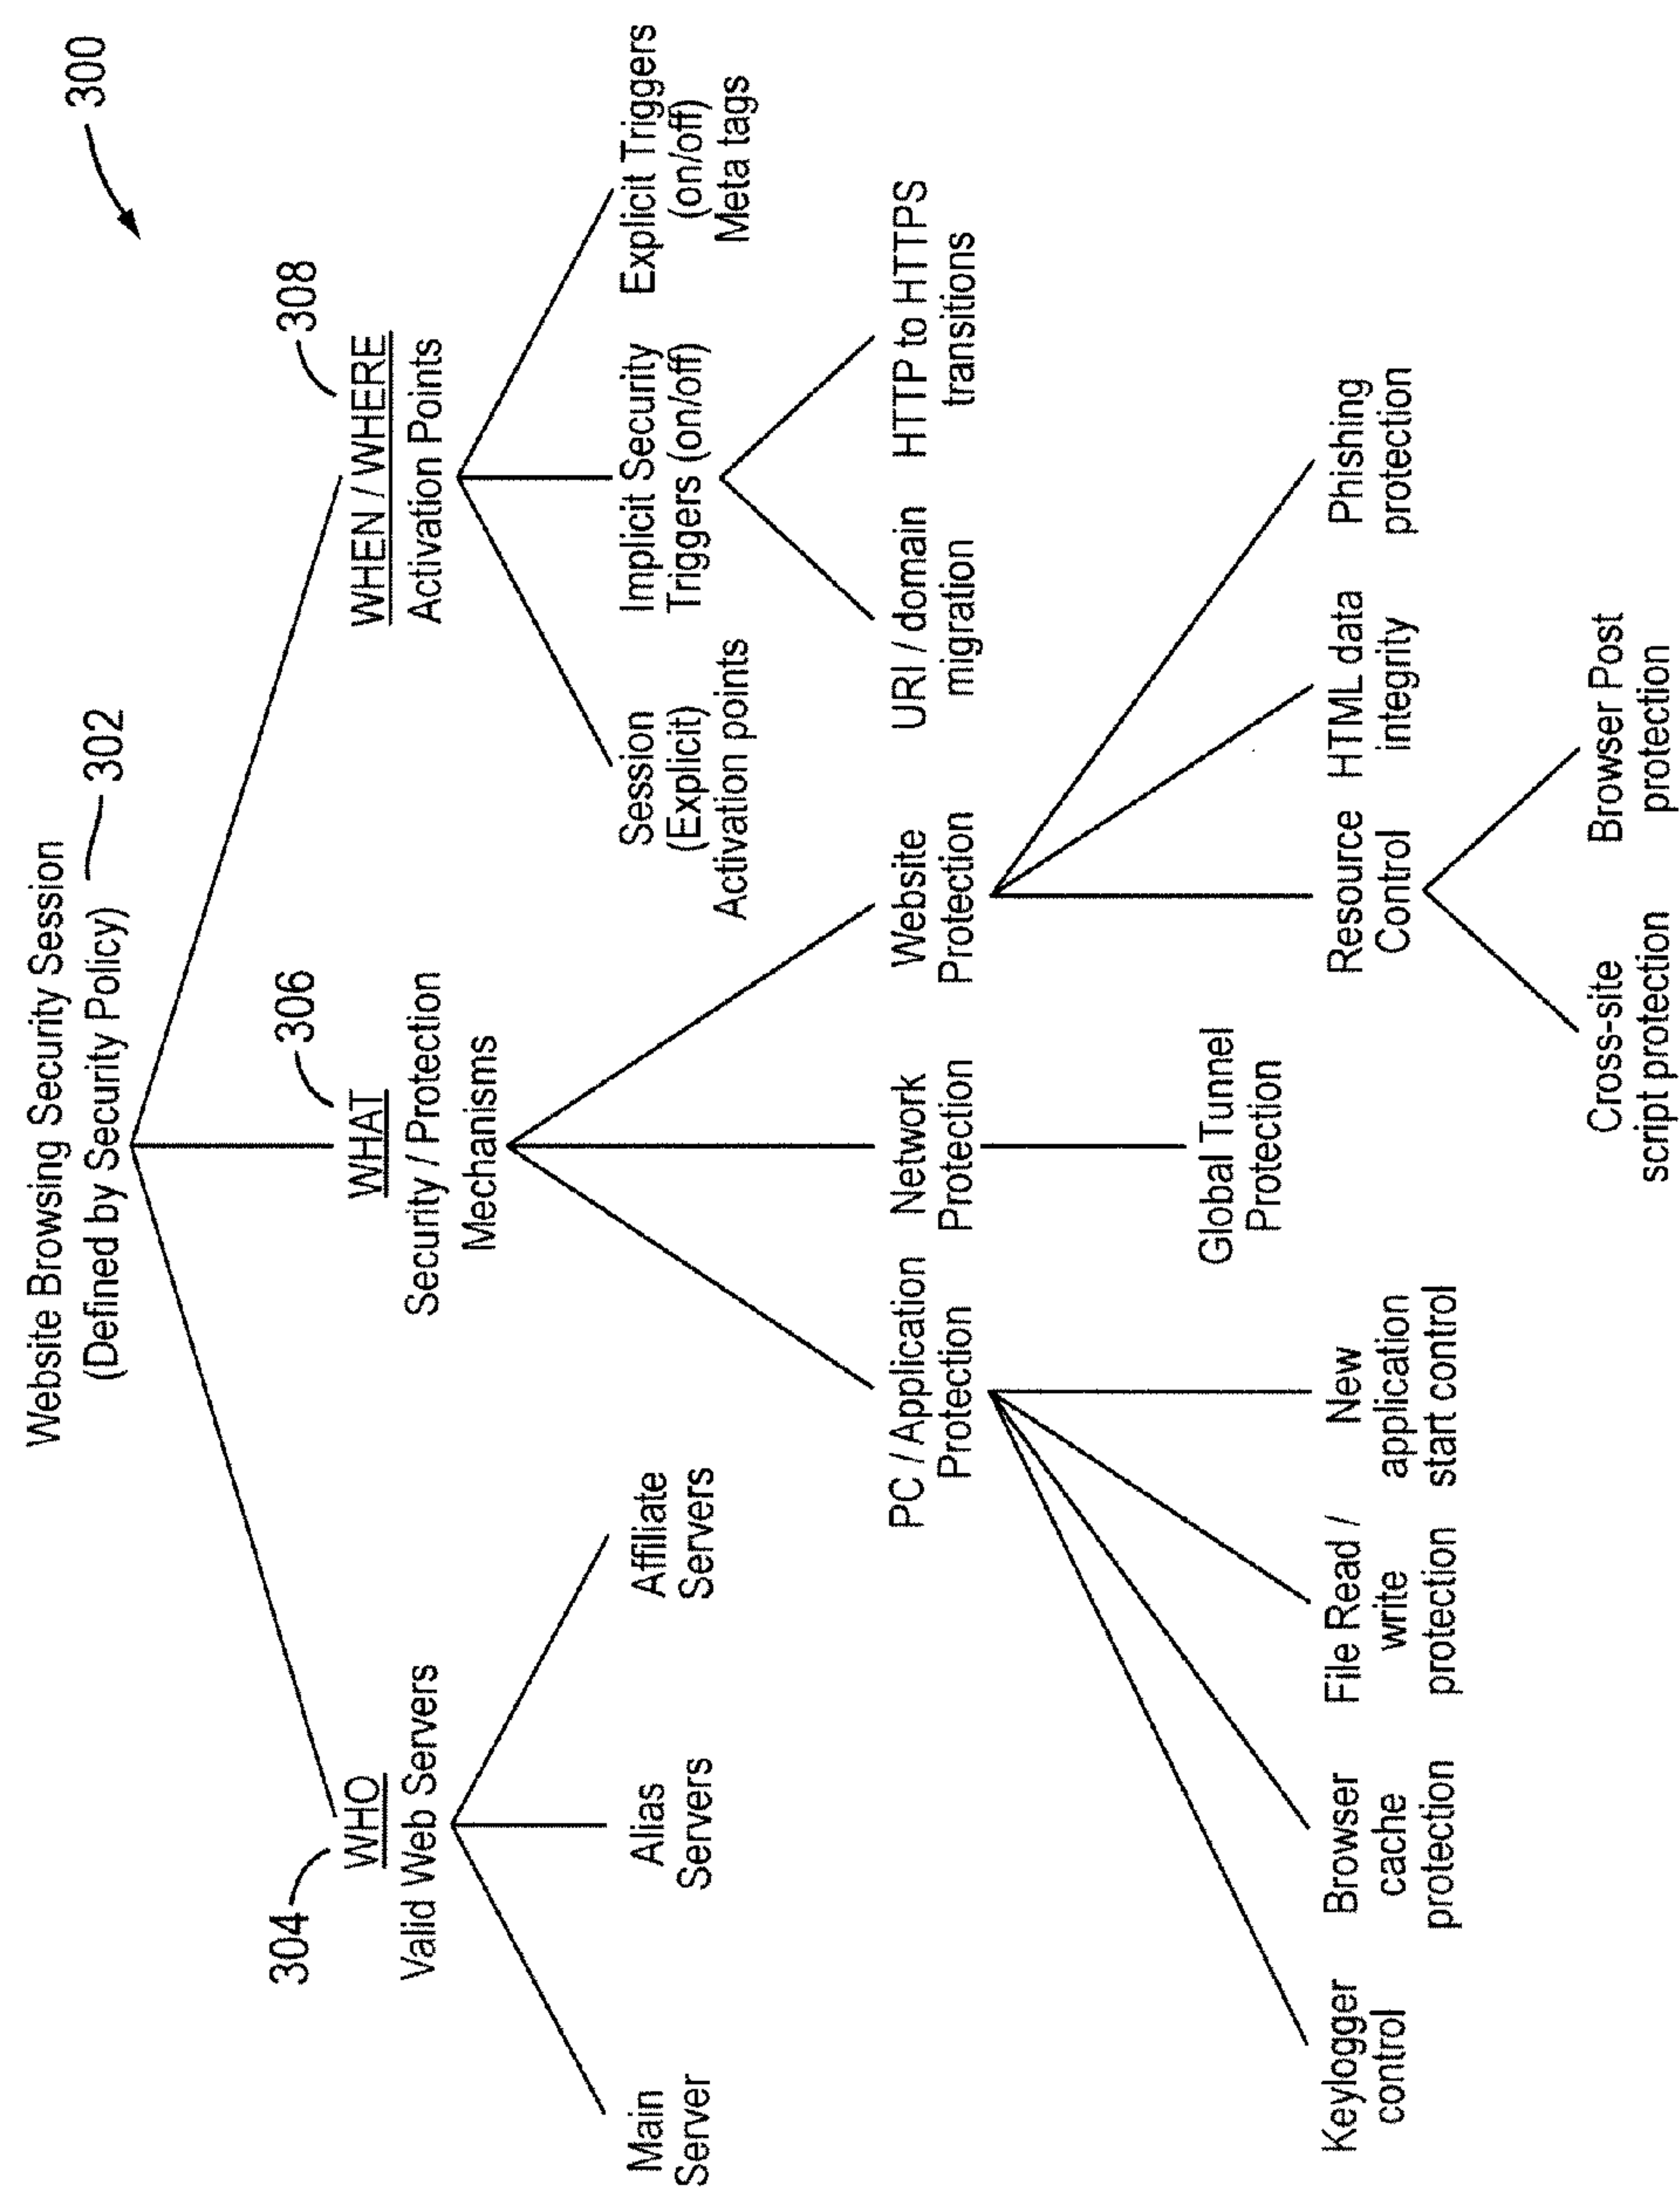 300
Website Browsing Security Session
(Defined by Security Policy)
302
304
WHO
Valid Web Servers
306
WHAT
Security / Protection
Mechanisms
308
WHEN / WHERE
Activation Points
Main
Server
Alias
Servers
Affiliate
Servers
Session
(Explicit)
Activation points
Implicit Security
Triggers (on/off)
Explicit Triggers
(on/off)
Meta tags
PC / Application
Protection
Network
Protection
Website
Protection
URI / domain
migration
HTTP to HTTPS
transitions
Global Tunnel
Protection
Keylogger
control
Browser
cache
protection
File Read /
write
protection
New
application
start control
Resource
Control
HTML data
integrity
Phishing
protection
Cross-site
script protection
Browser Post
protection